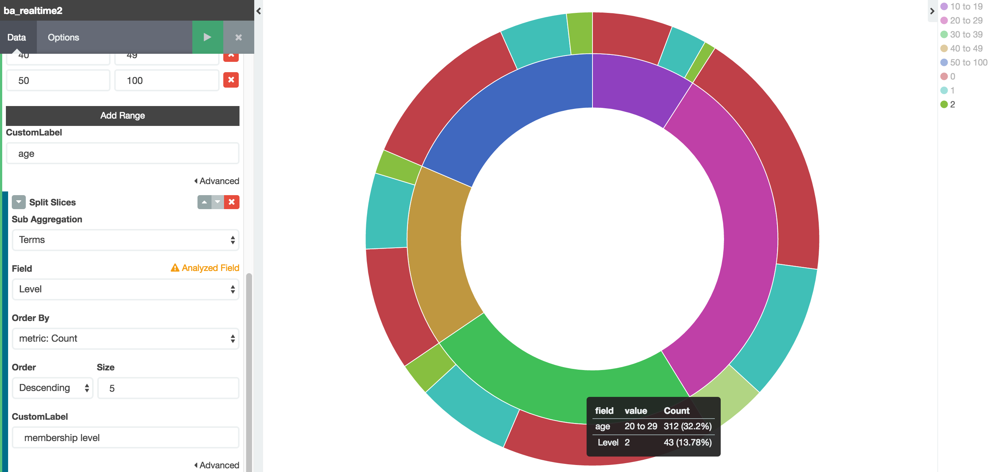 ba_realtime2
Data Options
40 49
50 100
Add Range
CustomLabel
age
Advanced
Split Slices
Sub Aggregation
Terms
Field Analyzed Field
Level
Order By
metric: Count
Order Size
Descending 5
CustomLabel
membership level
Advanced
field value Count
age 20 to 29 312 (32.2%)
Level 2 43 (13.78%)
10 to 19
20 to 29
30 to 39
40 to 49
50 to 100
0
1
2